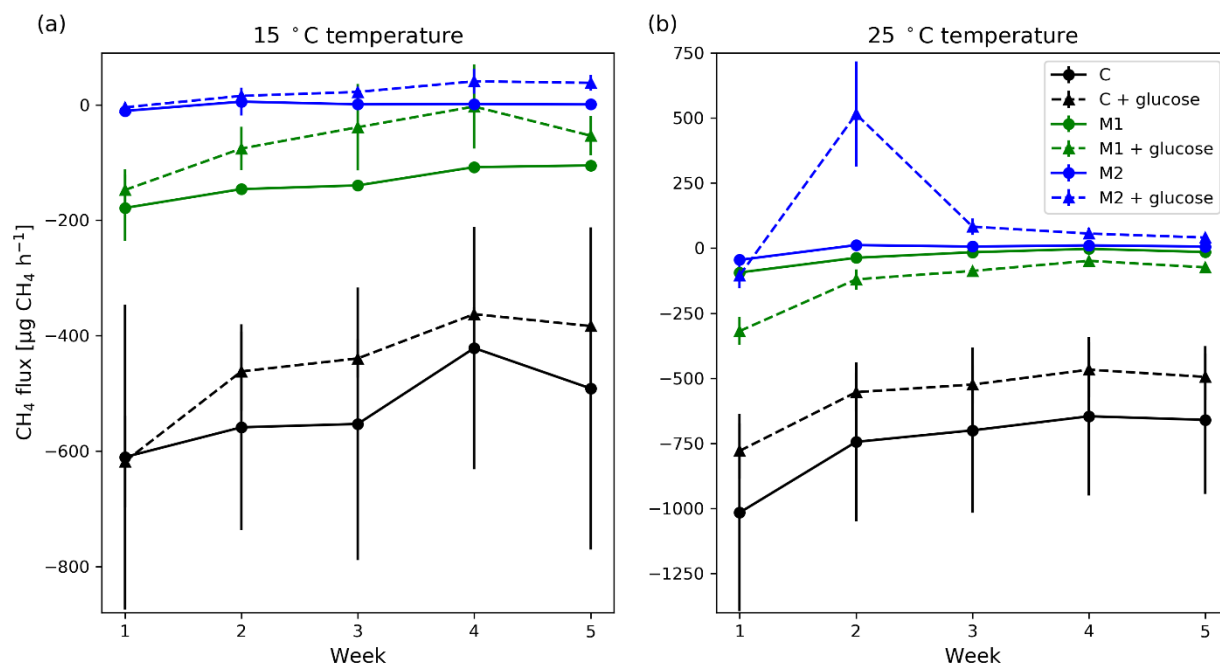 (a)
15 °C temperature
CH₄ flux [µg CH₄ h⁻¹]
0
−200
−400
−600
−800
1 2 3 4 5
Week
(b)
25 °C temperature
750
500
250
0
−250
−500
−750
−1000
−1250
1 2 3 4 5
Week
C
C + glucose
M1
M1 + glucose
M2
M2 + glucose